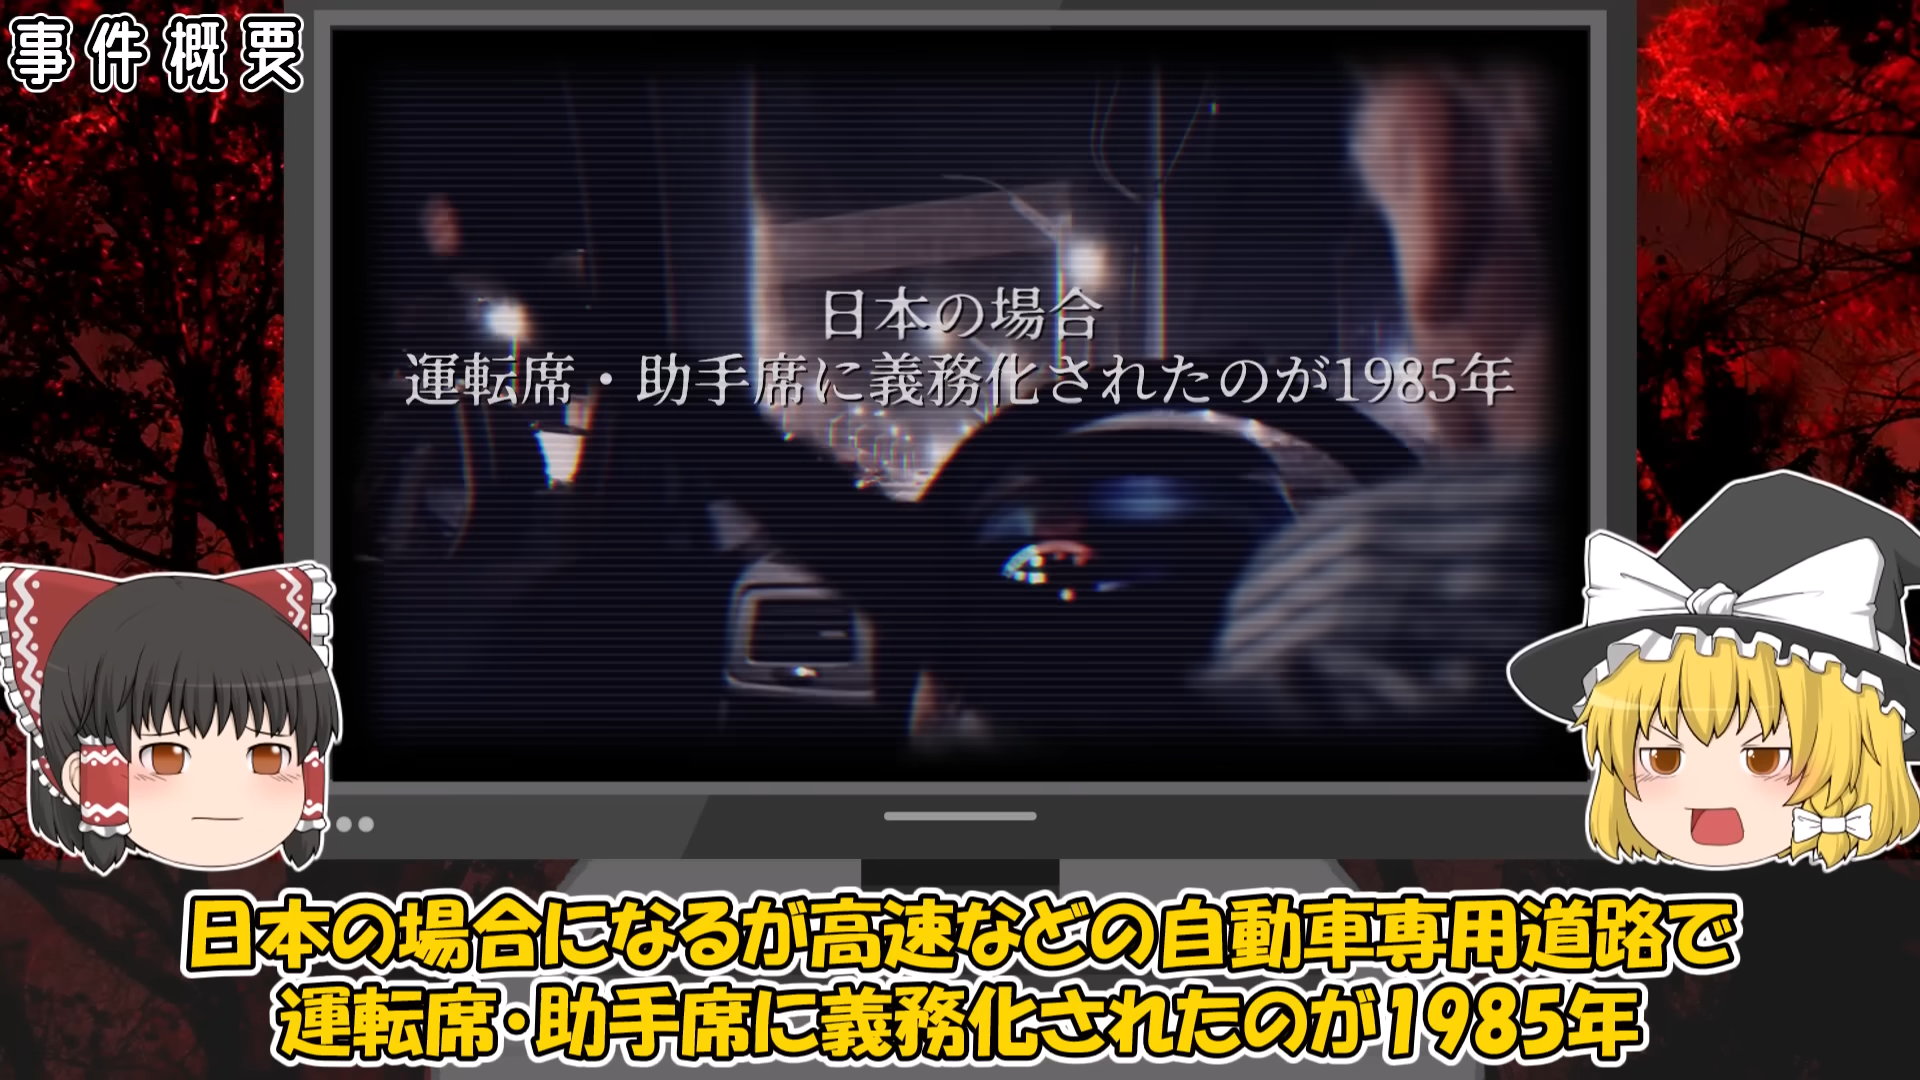 事件概要
日本の場合
運転席・助手席に義務化されたのが1985年
日本の場合になるが高速などの自動車専用道路で
運転席・助手席に義務化されたのが1985年